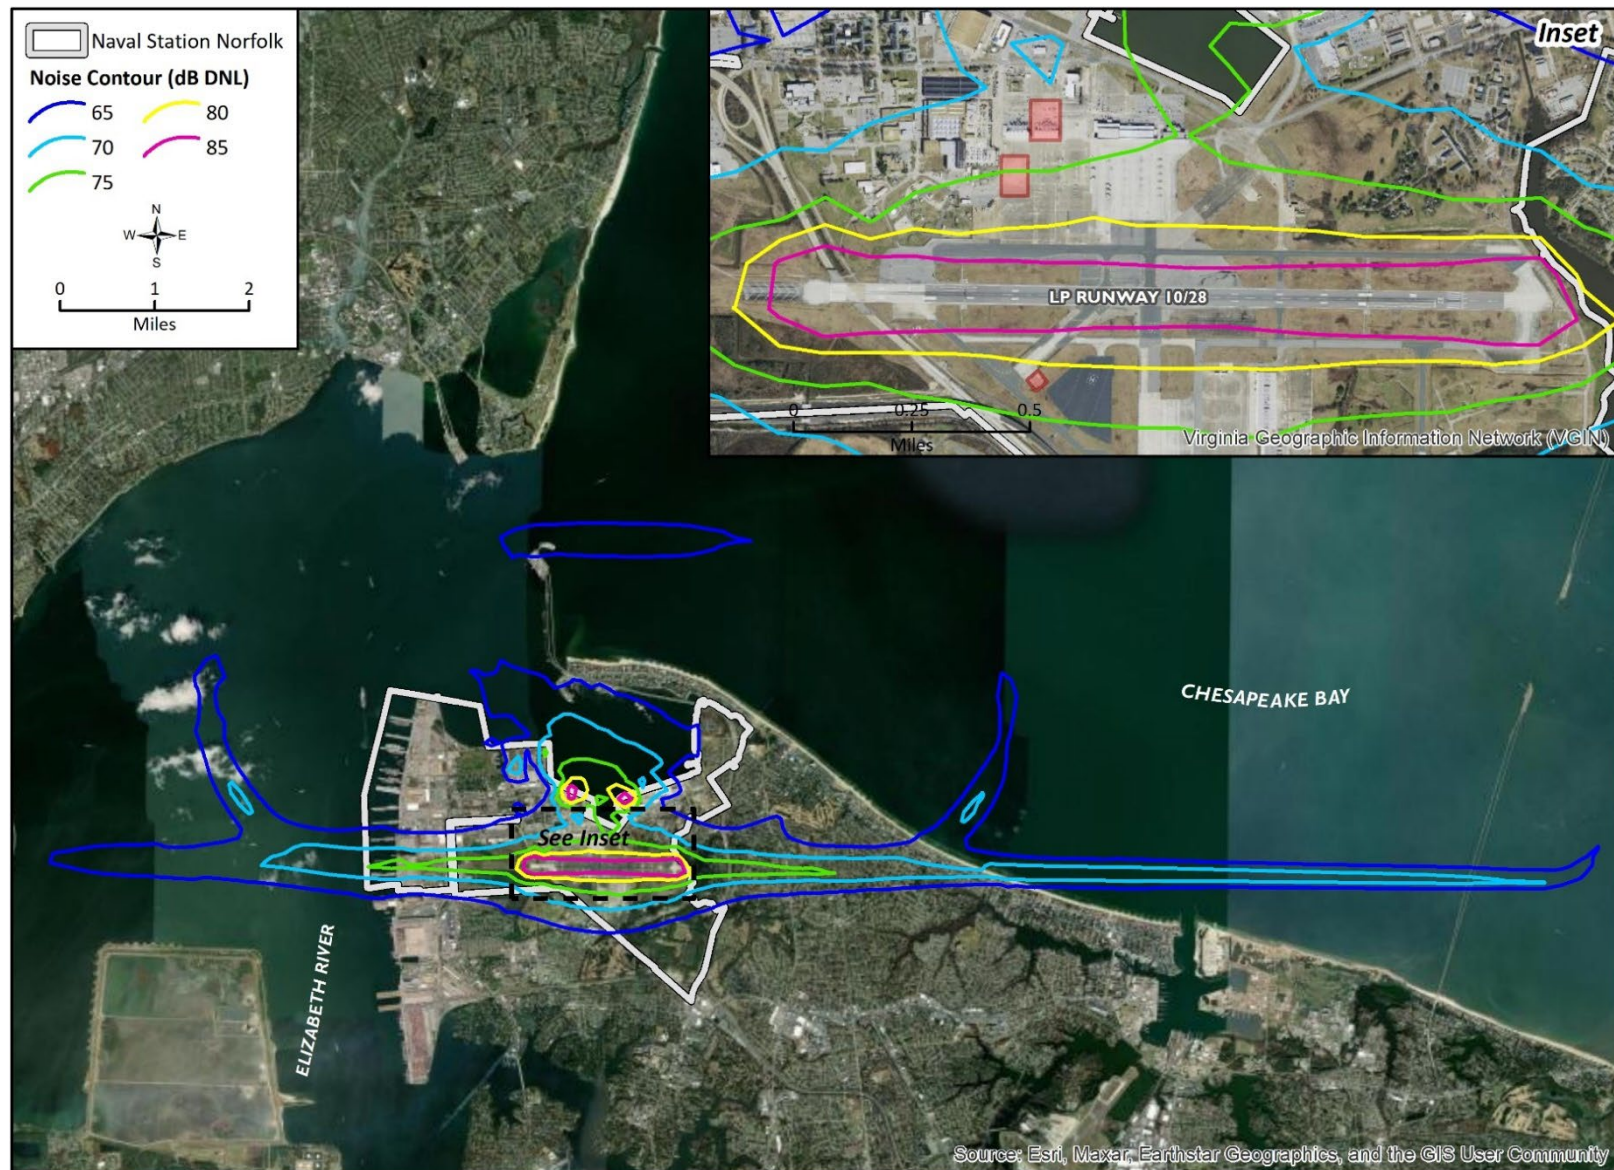 Naval Station Norfolk
Noise Contour (dB DNL)
65
80
70
85
75
N
W E
S
0 1 2
Miles
Inset
LP RUNWAY 10/28
H
0 0.25 0.5
Miles
Virginia Geographic Information Network (VGIN)
CHESAPEAKE BAY
See Inset
ELIZABETH RIVER
Source: Esri, Maxar, Earthstar Geographics, and the GIS User Community